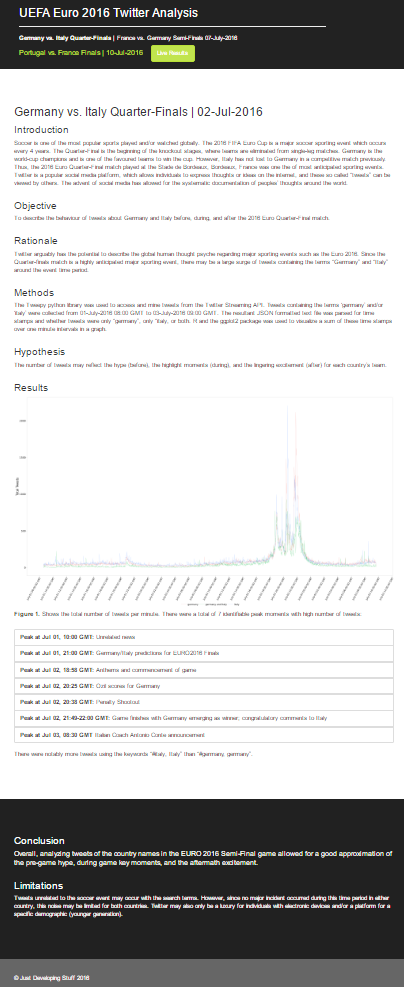 UEFA Euro 2016 Twitter Analysis
Germany vs. Italy Quarter-Finals | France vs. Germany Semi-Finals 07-July-2016
Portugal vs. France Finals | 10-Jul-2016 Live Results
Germany vs. Italy Quarter-Finals | 02-Jul-2016
Introduction
Soccer is one of the most popular sports played and/or watched globally. The 2016 FIFA Euro Cup is a major soccer sporting event which occurs
every 4 years. The Quarter-Final is the beginning of the knockout stages, where teams are eliminated from single-leg matches. Germany is the
world-cup champions and is one of the favoured teams to win the cup. However, Italy has not lost to Germany in a competitive match previously.
Thus, the 2016 Euro Quarter-Final match played at the Stade de Bordeaux, Bordeaux, France was one the of most anticipated sporting events.
Twitter is a popular social media platform, which allows individuals to express thoughts or ideas on the internet, and these so called "tweets" can be
viewed by others. The advent of social media has allowed for the systematic documentation of peoples' thoughts around the world.
Objective
To describe the behaviour of tweets about Germany and Italy before, during, and after the 2016 Euro Quarter-Final match.
Rationale
Twitter arguably has the potential to describe the global human thought psyche regarding major sporting events such as the Euro 2016. Since the
Quarter-finals match is a highly anticipated major sporting event, there may be a large surge of tweets containing the terms "Germany" and "Italy"
around the event time period.
Methods
The Tweepy python library was used to access and mine tweets from the Twitter Streaming API. Tweets containing the terms 'germany' and/or
'italy' were collected from 01-July-2016 08:00 GMT to 03-July-2016 09:00 GMT. The resultant JSON formatted text file was parsed for time
stamps and whether tweets were only "germany", only "italy, or both. R and the ggplot2 package was used to visualize a sum of these time stamps
over one minute intervals in a graph.
Hypothesis
The number of tweets may reflect the hype (before), the highlight moments (during), and the lingering excitement (after) for each country's team.
Results
Total Tweets
Figure 1. Shows the total number of tweets per minute. There were a total of 7 identifiable peak moments with high number of tweets:
Peak at Jul 01, 10:00 GMT: Unrelated news
Peak at Jul 01, 21:00 GMT: Germany/Italy predictions for EURO2016 Finals
Peak at Jul 02, 18:58 GMT: Anthems and commencement of game
Peak at Jul 02, 20:25 GMT: Ozil scores for Germany
Peak at Jul 02, 20:38 GMT: Penalty Shootout
Peak at Jul 02, 21:49-22:00 GMT: Game finishes with Germany emerging as winner, congratulatory comments to Italy
Peak at Jul 03, 08:30 GMT Italian Coach Antonio Conte announcement
There were notably more tweets using the keywords "#italy, Italy" than "#germany, germany".
Conclusion
Overall, analyzing tweets of the country names in the EURO 2016 Semi-Final game allowed for a good approximation of
the pre-game hype, during game key moments, and the aftermath excitement.
Limitations
Tweets unrelated to the soccer event may occur with the search terms. However, since no major incident occurred during this time period in either
country, this noise may be limited for both countries. Twitter may also only be a luxury for individuals with electronic devices and/or a platform for a
specific demographic (younger generation).
© Just Developing Stuff 2016